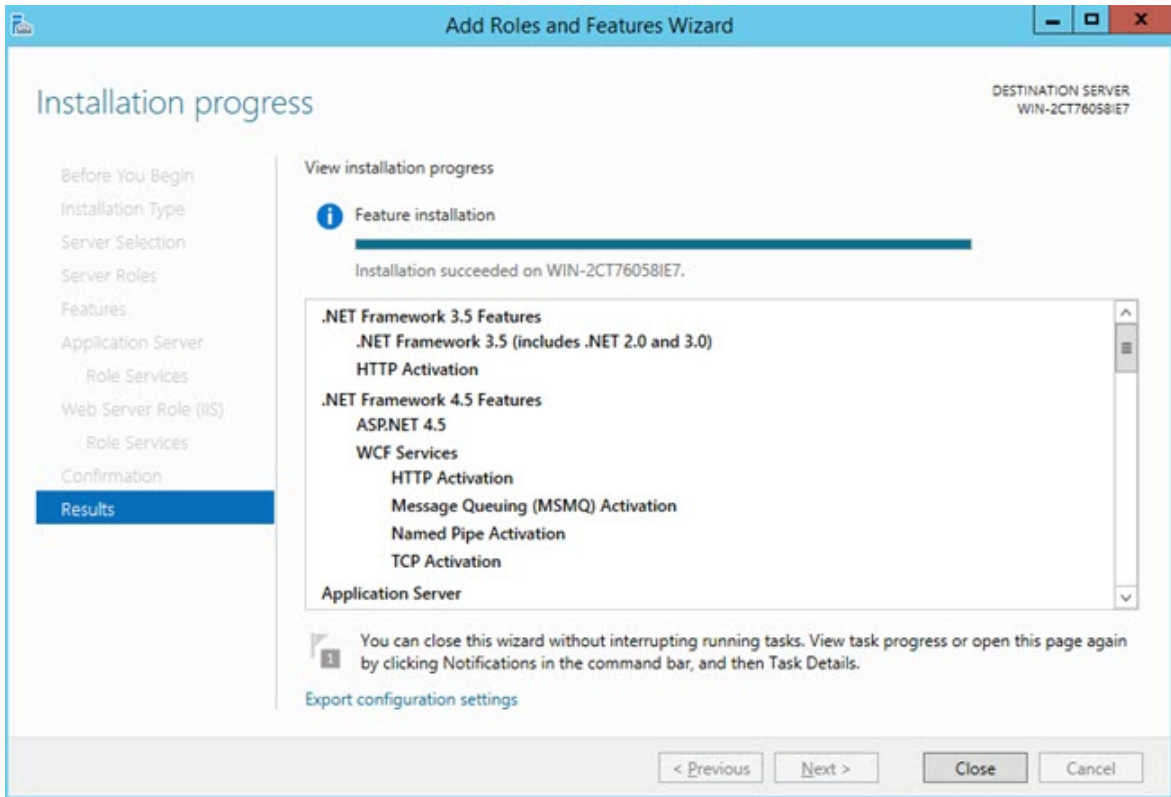 Add Roles and Features Wizard
Installation progress
DESTINATION SERVER
WIN-2CT76058IE7
Before You Begin
Installation Type
Server Selection
Server Roles
Features
Application Server
Role Services
Web Server Role (IIS)
Role Services
Confirmation
Results
View installation progress
Feature installation
Installation succeeded on WIN-2CT76058IE7.
.NET Framework 3.5 Features
.NET Framework 3.5 (includes .NET 2.0 and 3.0)
HTTP Activation
.NET Framework 4.5 Features
ASP.NET 4.5
WCF Services
HTTP Activation
Message Queuing (MSMQ) Activation
Named Pipe Activation
TCP Activation
Application Server
1
You can close this wizard without interrupting running tasks. View task progress or open this page again
by clicking Notifications in the command bar, and then Task Details.
Export configuration settings
< Previous
Next >
Close
Cancel